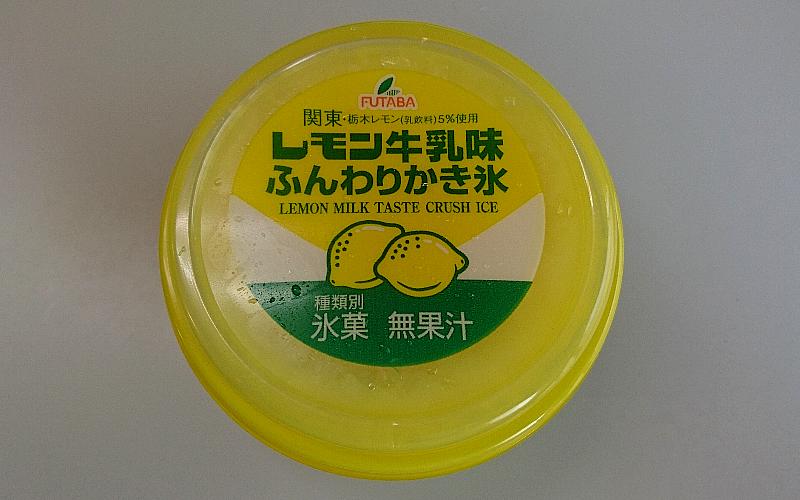 FUTABA
関東・栃木レモン(乳飲料)5%使用
レモン牛乳味
ふんわりかき氷
LEMON MILK TASTE CRUSH ICE
種類別
氷菓 無果汁